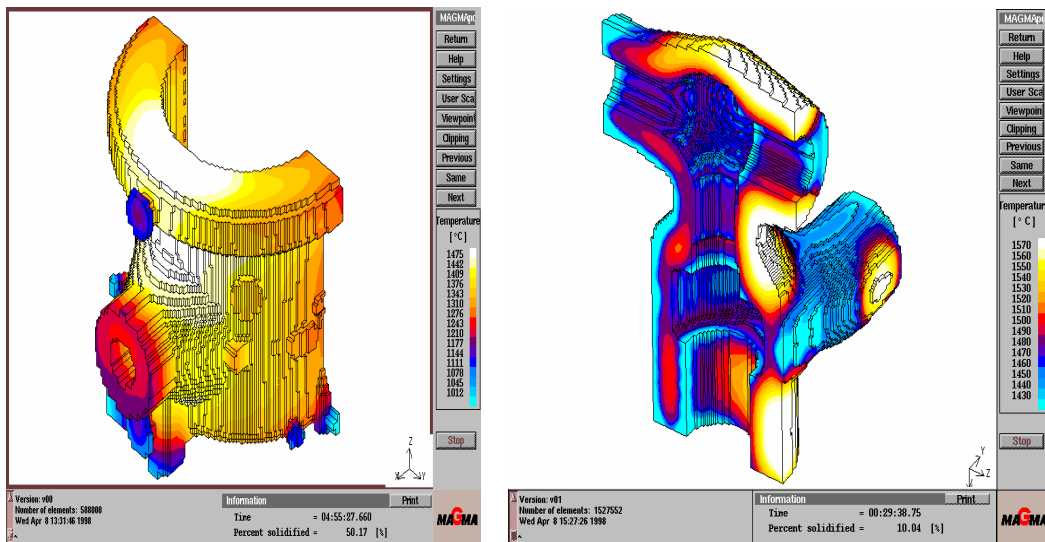 MAGMApo
Return
Help
Settings
User Sca
Viewpoint
Clipping
Previous
Same
Next
Temperature
[°C]
1475
1442
1409
1376
1343
1310
1276
1243
1210
1177
1144
1111
1078
1045
1012
Stop
Z
X Y
Version: v00
Number of elements: 588000
Wed Apr 8 13:31:46 1998
Information
Print
Time = 04:55:27.660
Percent solidified = 50.17 [%]
MAGMA
MAGMApo
Return
Help
Settings
User Sca
Viewpoin
Clipping
Previous
Same
Next
Temperature
[° C]
1570
1560
1550
1540
1530
1520
1510
1500
1490
1480
1470
1460
1450
1440
1430
Stop
Y
Z
X
Version: v01
Number of elements: 1527552
Wed Apr 8 15:27:26 1998
Information
Print
Time = 00:29:38.75
Percent solidified = 10.04 [%]
MAGMA